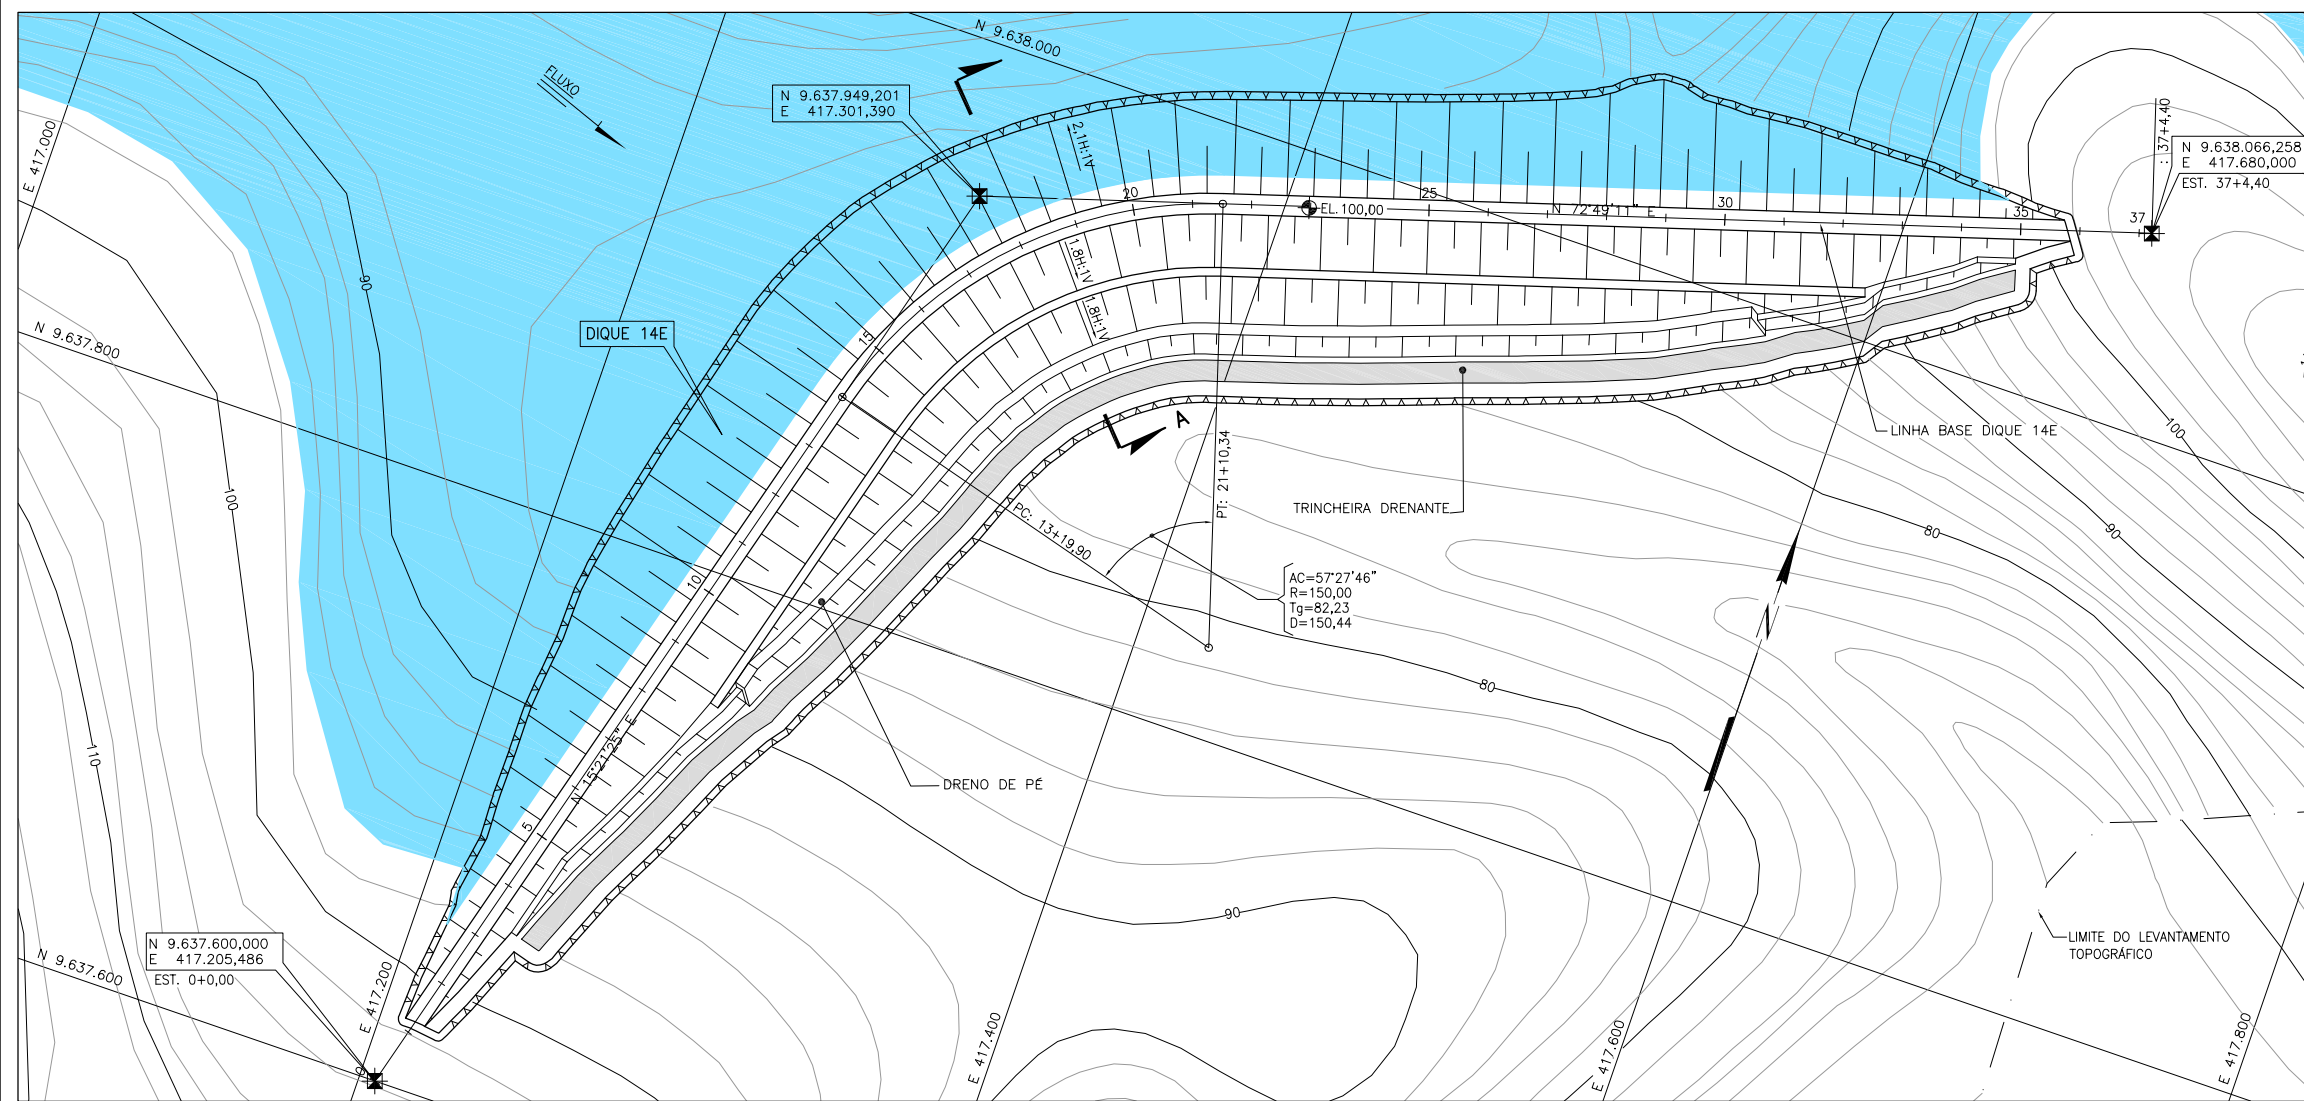 N 9.638.000
FLUXO
N 9.637.949,201
E 417.301,390
2,1H:1V
E 417.000
37+4,40
N 9.638.066,258
E 417.680,000
EST. 37+4,40
20
25
30
35
37
EL.100,00
N 72°49'11" E
1.8H:1V
1.8H:1V
90
15
DIQUE 14E
N 9.637.800
A
LINHA BASE DIQUE 14E
100
100
PT: 21+10,34
TRINCHEIRA DRENANTE
PC: 13+19,90
80
90
AC=57°27'46"
R=150,00
Tg=82,23
D=150,44
10
N
80
N 15°21'25" E
110
DRENO DE PÉ
5
90
N 9.637.600,000
E 417.205,486
EST. 0+0,00
N 9.637.600
E 417.200
0
E 417.400
E 417.600
E 417.800
LIMITE DO LEVANTAMENTO
TOPOGRÁFICO